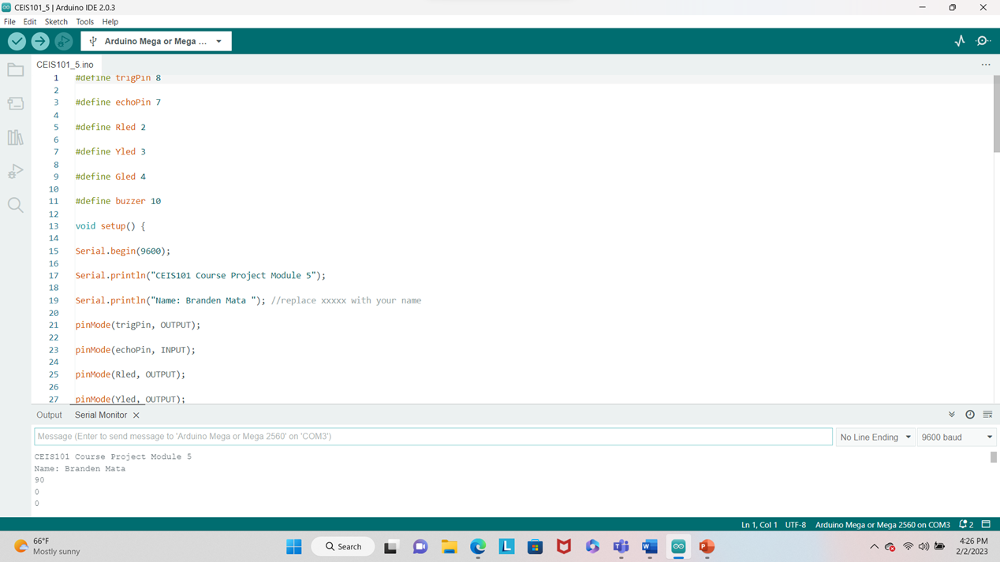 CEIS101_5 | Arduino IDE 2.0.3
File Edit Sketch Tools Help
Arduino Mega or Mega ...
CEIS101_5.ino
1 #define trigPin 8
2
3 #define echoPin 7
4
5 #define Rled 2
6
7 #define Yled 3
8
9 #define Gled 4
10
11 #define buzzer 10
12
13 void setup() {
14
15 Serial.begin(9600);
16
17 Serial.println("CEIS101 Course Project Module 5");
18
19 Serial.println("Name: Branden Mata "); //replace xxxxx with your name
20
21 pinMode(trigPin, OUTPUT);
22
23 pinMode(echoPin, INPUT);
24
25 pinMode(Rled, OUTPUT);
26
27 pinMode(Yled, OUTPUT);
Output Serial Monitor
Message (Enter to send message to 'Arduino Mega or Mega 2560' on 'COM3') No Line Ending 9600 baud
CEIS101 Course Project Module 5
Name: Branden Mata
90
0
0
Ln 1, Col 1 UTF-8 Arduino Mega or Mega 2560 on COM3 2
66°F
Mostly sunny
Search
4:26 PM
2/2/2023